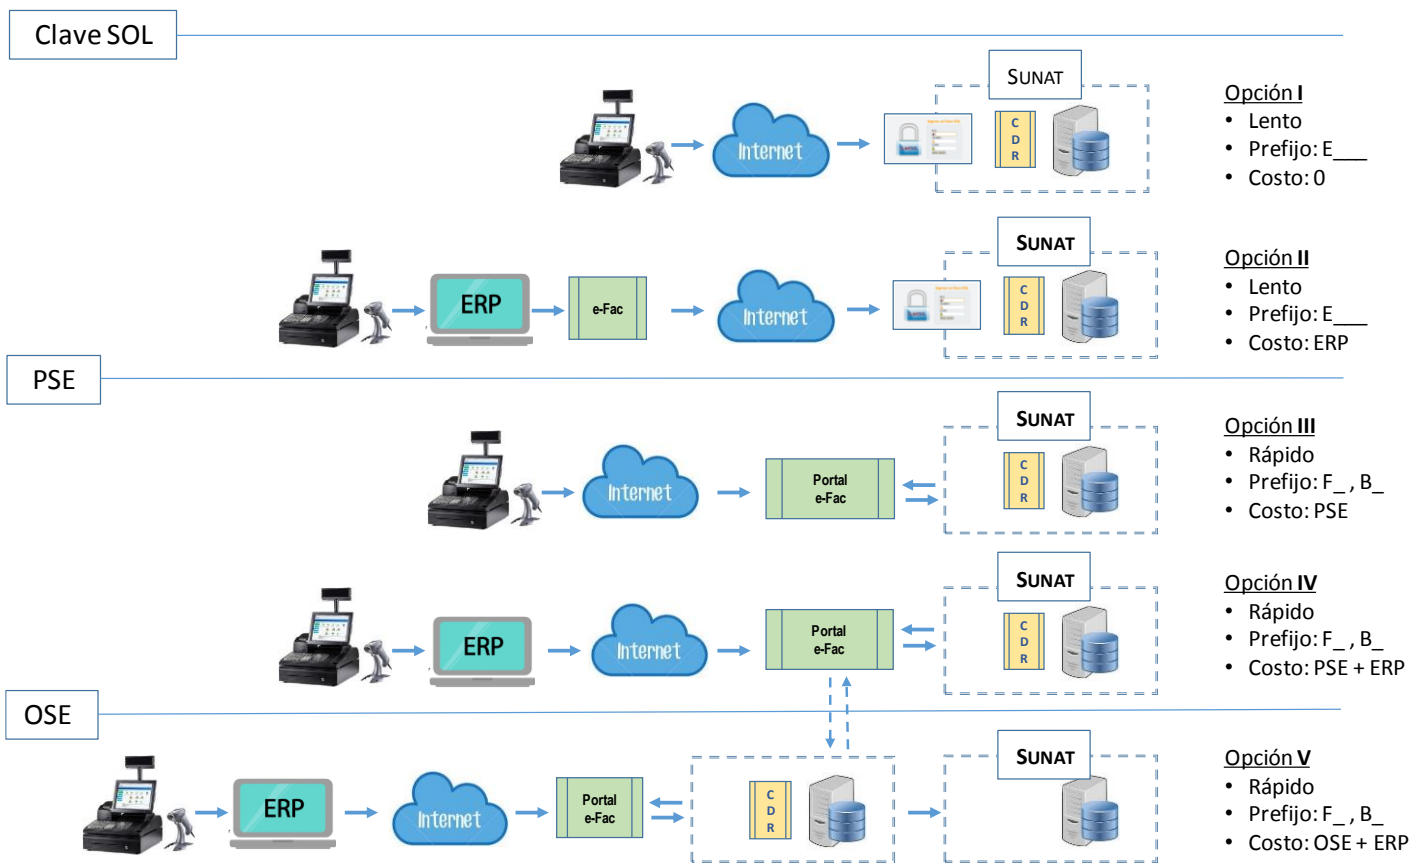 Clave SOL
SUNAT
Internet
C
D
R
Opción I
• Lento
• Prefijo: E___
• Costo: 0
SUNAT
ERP
e-Fac
Internet
C
D
R
Opción II
• Lento
• Prefijo: E___
• Costo: ERP
PSE
SUNAT
Internet
Portal
e-Fac
C
D
R
Opción III
• Rápido
• Prefijo: F_ , B_
• Costo: PSE
SUNAT
ERP
Internet
Portal
e-Fac
C
D
R
Opción IV
• Rápido
• Prefijo: F_ , B_
• Costo: PSE + ERP
OSE
SUNAT
ERP
Internet
Portal
e-Fac
C
D
R
Opción V
• Rápido
• Prefijo: F_ , B_
• Costo: OSE + ERP